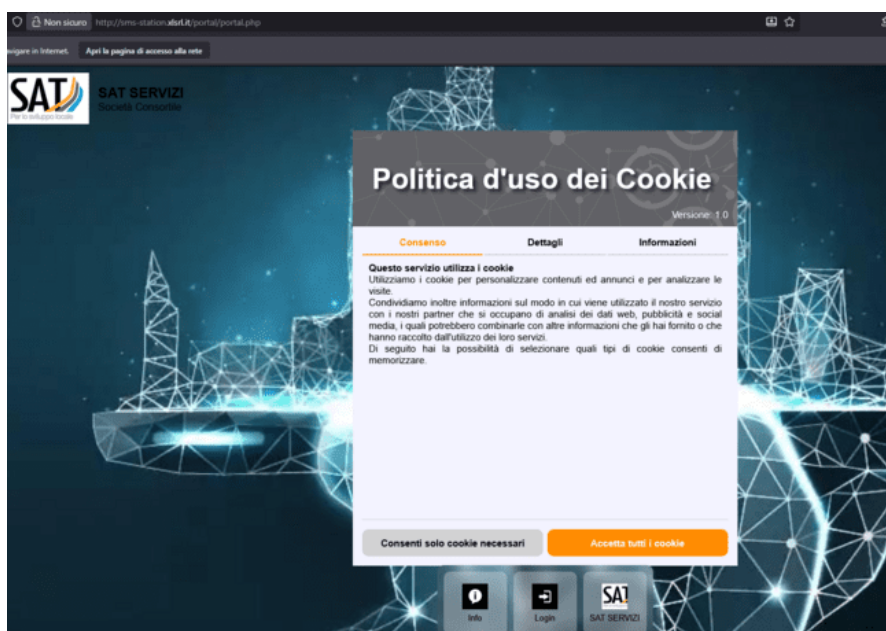 Non sicuro http://sms-station.xlsrl.it/portal/portal.php
avigare in Internet. Apri la pagina di accesso alla rete
SAT
Per lo sviluppo locale
SAT SERVIZI
Società Consortile
Politica d'uso dei Cookie
Versione: 1.0
Consenso Dettagli Informazioni
Questo servizio utilizza i cookie
Utilizziamo i cookie per personalizzare contenuti ed annunci e per analizzare le
visite.
Condividiamo inoltre informazioni sul modo in cui viene utilizzato il nostro servizio
con i nostri partner che si occupano di analisi dei dati web, pubblicità e social
media, i quali potrebbero combinarle con altre informazioni che gli hai fornito o che
hanno raccolto dall'utilizzo dei loro servizi.
Di seguito hai la possibilità di selezionare quali tipi di cookie consenti di
memorizzare.
Consenti solo cookie necessari Accetta tutti i cookie
SAT
Info Login SAT SERVIZI